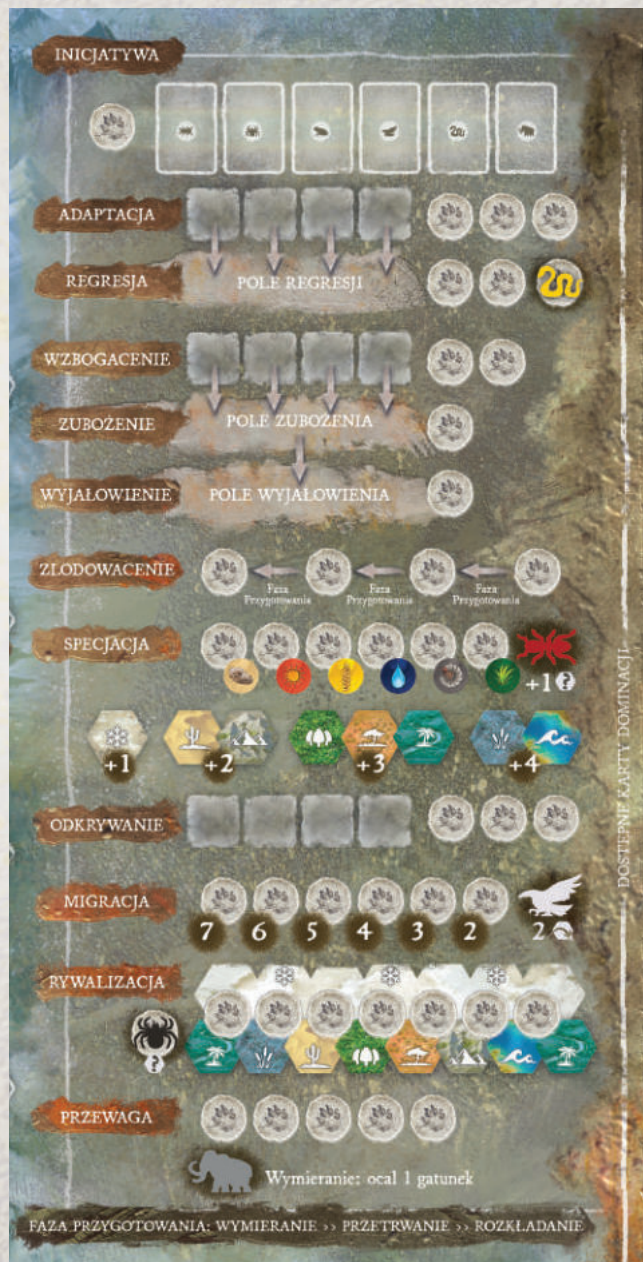 INICJATYWA
ADAPTACJA
REGRESJA
POLE REGRESJI
WZBOGACENIE
ZUBOŻENIE
POLE ZUBOŻENIA
WYJAŁOWIENIE
POLE WYJAŁOWIENIA
ZLODOWACENIE
Faza
Przygotowania
Faza
Przygotowania
Faza
Przygotowania
SPECJACJA
+1 ?
+1
+2
+3
+4
ODKRYWANIE
MIGRACJA
7 6 5 4 3 2
2
RYWALIZACJA
?
PRZEWAGA
Wymieranie: ocal 1 gatunek
FAZA PRZYGOTOWANIA: WYMIERANIE >> PRZETRWANIE >> ROZKŁADANIE
DOSTĘPNE KARTY DOMINACJI